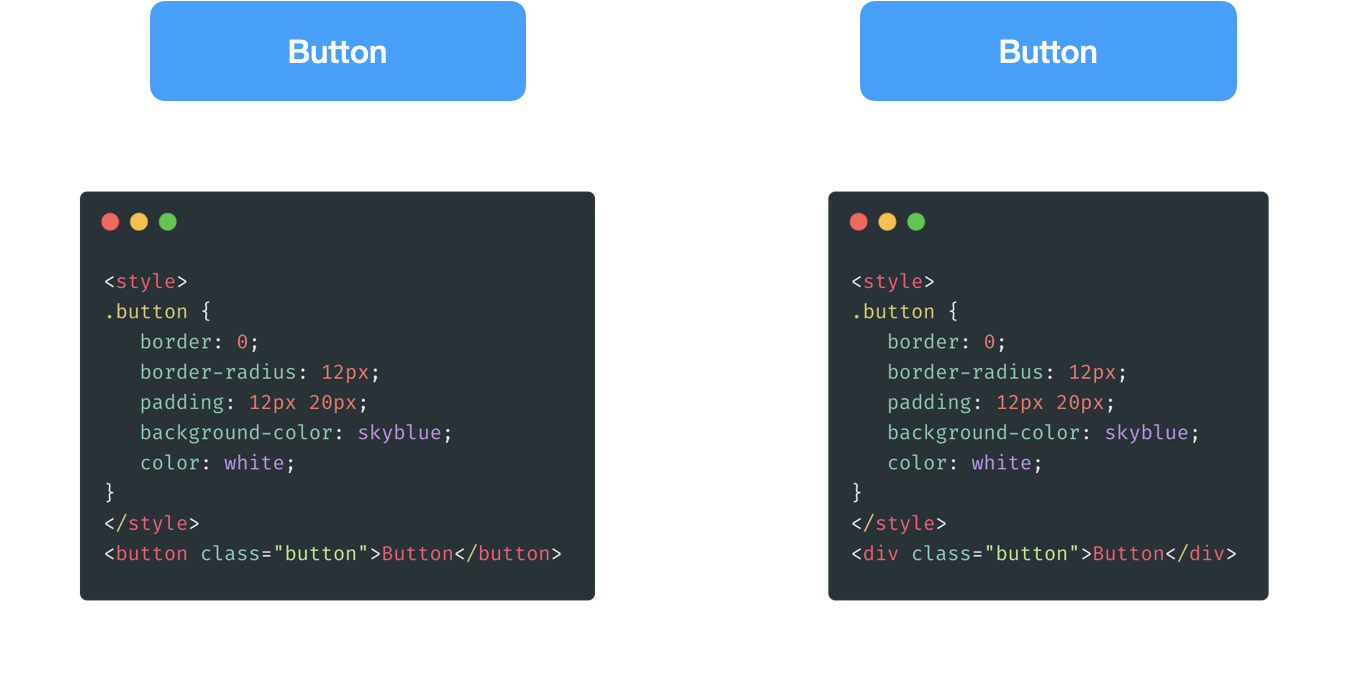 Button
Button
<style>
.button {
   border: 0;
   border-radius: 12px;
   padding: 12px 20px;
   background-color: skyblue;
   color: white;
}
</style>
<button class="button">Button</button>
<style>
.button {
   border: 0;
   border-radius: 12px;
   padding: 12px 20px;
   background-color: skyblue;
   color: white;
}
</style>
<div class="button">Button</div>